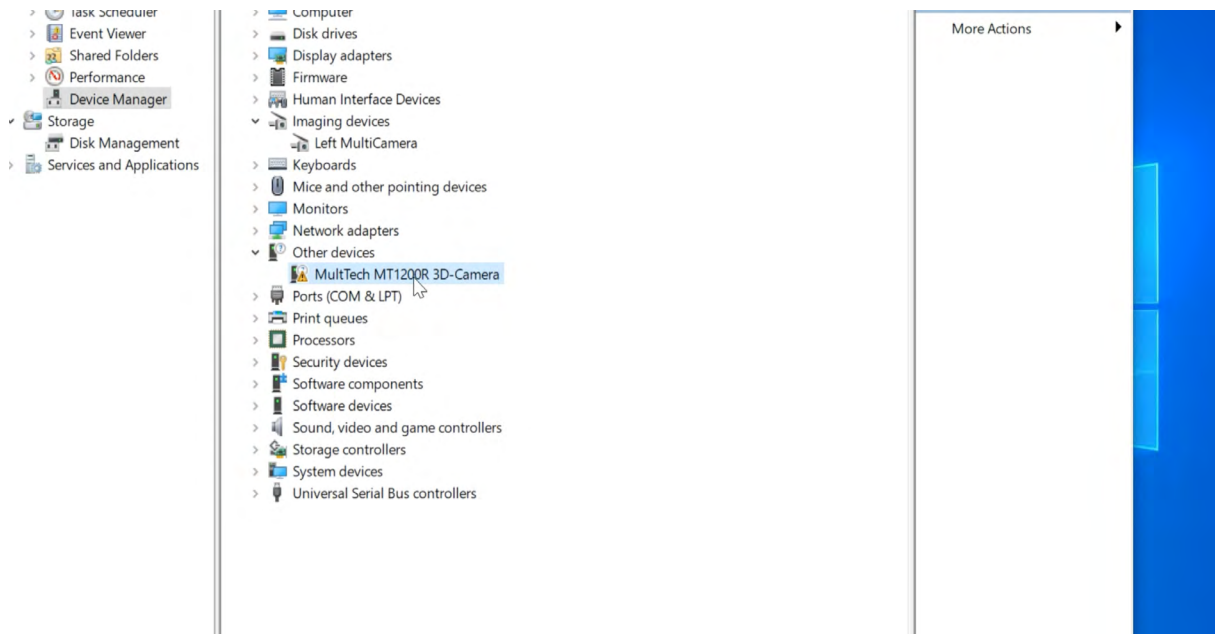 Task Scheduler
Event Viewer
Shared Folders
Performance
Device Manager
Storage
Disk Management
Services and Applications
Computer
Disk drives
Display adapters
Firmware
Human Interface Devices
Imaging devices
Left MultiCamera
Keyboards
Mice and other pointing devices
Monitors
Network adapters
Other devices
MultTech MT1200R 3D-Camera
Ports (COM & LPT)
Print queues
Processors
Security devices
Software components
Software devices
Sound, video and game controllers
Storage controllers
System devices
Universal Serial Bus controllers
More Actions